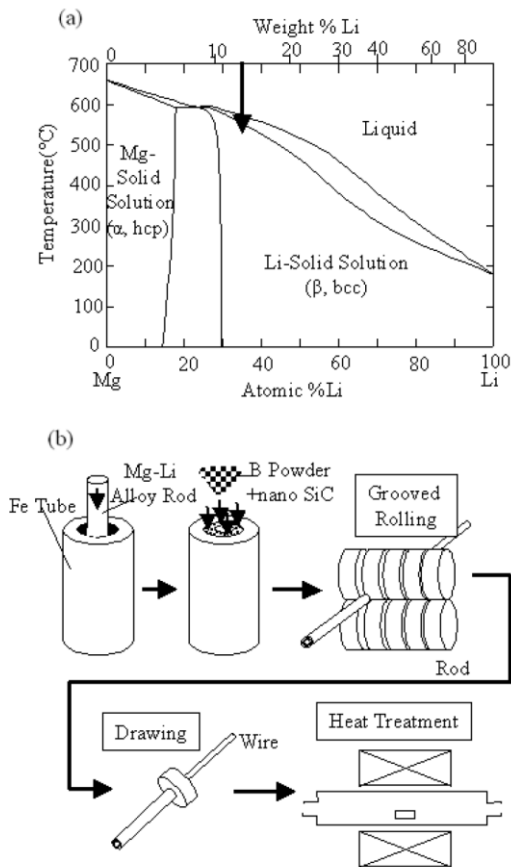 (a)
Weight % Li
0 10 20 30 40 60 80
700
600
500
400
300
200
100
0
Temperature(°C)
Liquid
Mg-
Solid
Solution
(α, hcp)
Li-Solid Solution
(β, bcc)
0 20 40 60 80 100
Mg Li
Atomic %Li
(b)
Mg-Li
Alloy Rod
Fe Tube
B Powder
+nano SiC
Grooved
Rolling
Rod
Drawing
Wire
Heat Treatment